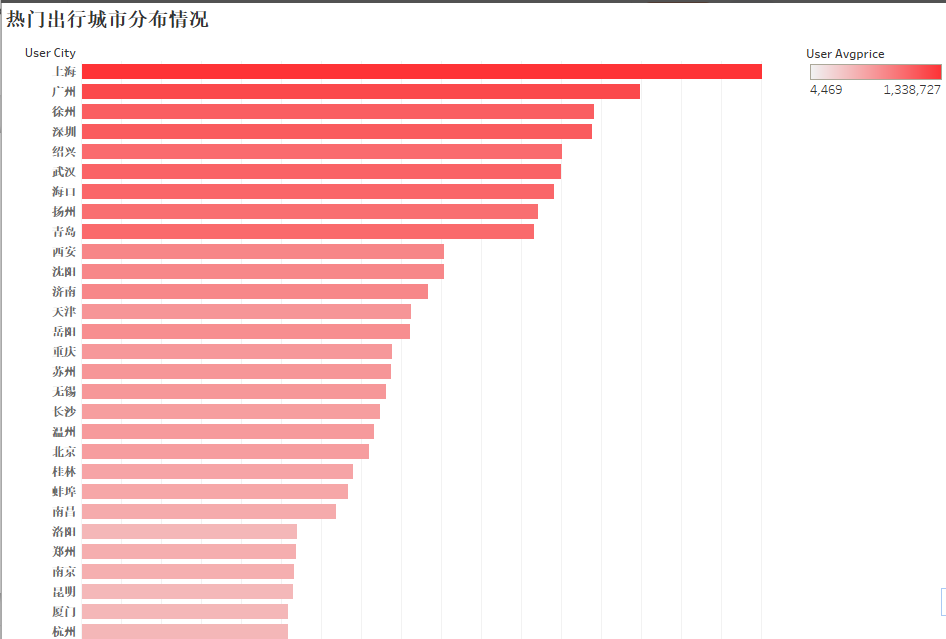 热门出行城市分布情况
User City
上海
广州
徐州
深圳
绍兴
武汉
海口
扬州
青岛
西安
沈阳
济南
天津
岳阳
重庆
苏州
无锡
长沙
温州
北京
桂林
蚌埠
南昌
洛阳
郑州
南京
昆明
厦门
杭州
User Avgprice
4,469 1,338,727